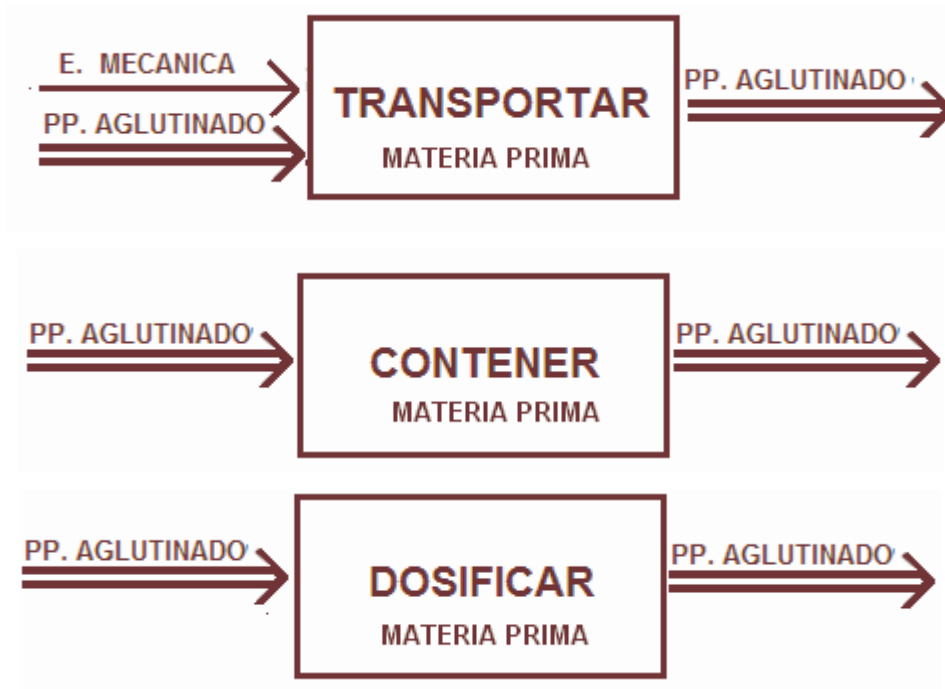 E. MECANICA
PP. AGLUTINADO
TRANSPORTAR
MATERIA PRIMA
PP. AGLUTINADO
PP. AGLUTINADO
CONTENER
MATERIA PRIMA
PP. AGLUTINADO
PP. AGLUTINADO
DOSIFICAR
MATERIA PRIMA
PP. AGLUTINADO